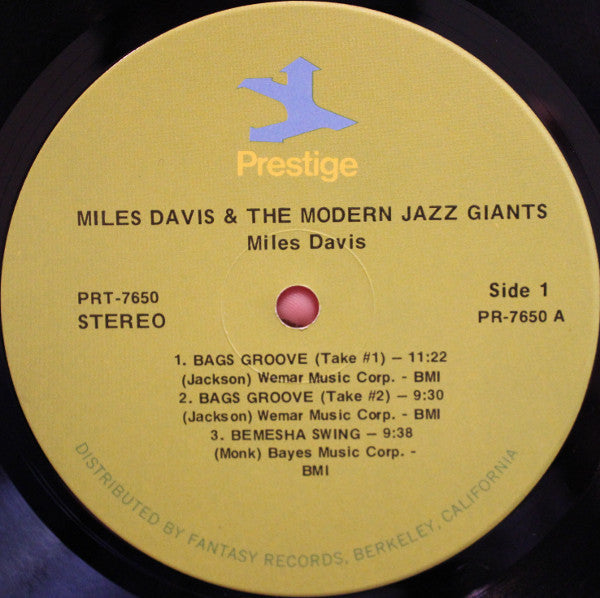 Prestige
MILES DAVIS & THE MODERN JAZZ GIANTS
Miles Davis
PRT-7650
STEREO
Side 1
PR-7650 A
1. BAGS GROOVE (Take #1) – 11:22
(Jackson) Wemar Music Corp. - BMI
2. BAGS GROOVE (Take #2) – 9:30
(Jackson) Wemar Music Corp. - BMI
3. BEMESHA SWING – 9:38
(Monk) Bayes Music Corp. -
BMI
DISTRIBUTED BY FANTASY RECORDS, BERKELEY, CALIFORNIA